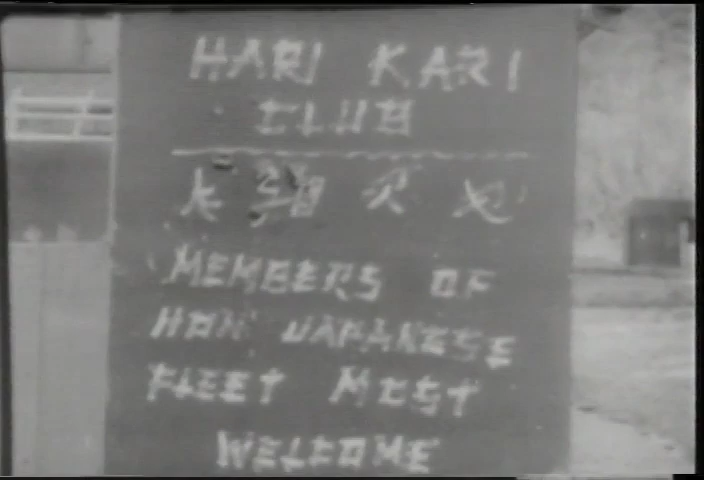 HARI KARI
CLUB
MEMBERS OF
HON JAPANESE
FLEET MOST
WELCOME